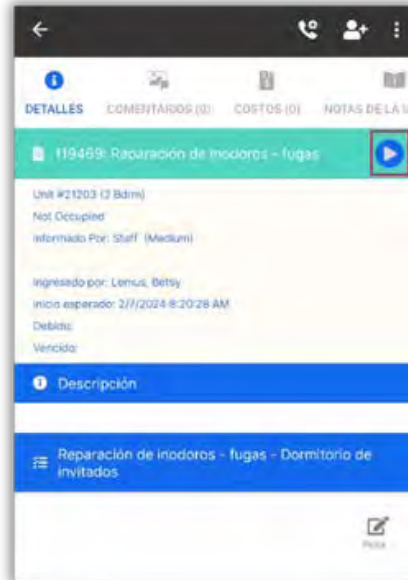 DETALLES COMENTARIOS (0) COSTOS (0) NOTAS DE LA
119469: Reparación de inodoros - fugas
Unit #21203 (2 Bdrm)
Not Occupied
Informado Por: Staff (Medium)
Ingresado por: Lemus, Betsy
Inicio esperado: 2/7/2024 8:20:28 AM
Debido:
Vencido:
Descripción
Reparación de inodoros - fugas - Dormitorio de
invitados